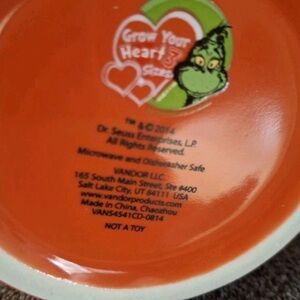 Grow Your
Heart 3
Sizes
™ & © 2014
Dr. Seuss Enterprises, L.P.
All Rights Reserved.
Microwave and Dishwasher Safe
VANDOR LLC.
165 South Main Street, Ste #400
Salt Lake City, UT 84111 USA
www.vandorproducts.com
Made in China, Chaozhou
VAN54541CD-0814
NOT A TOY